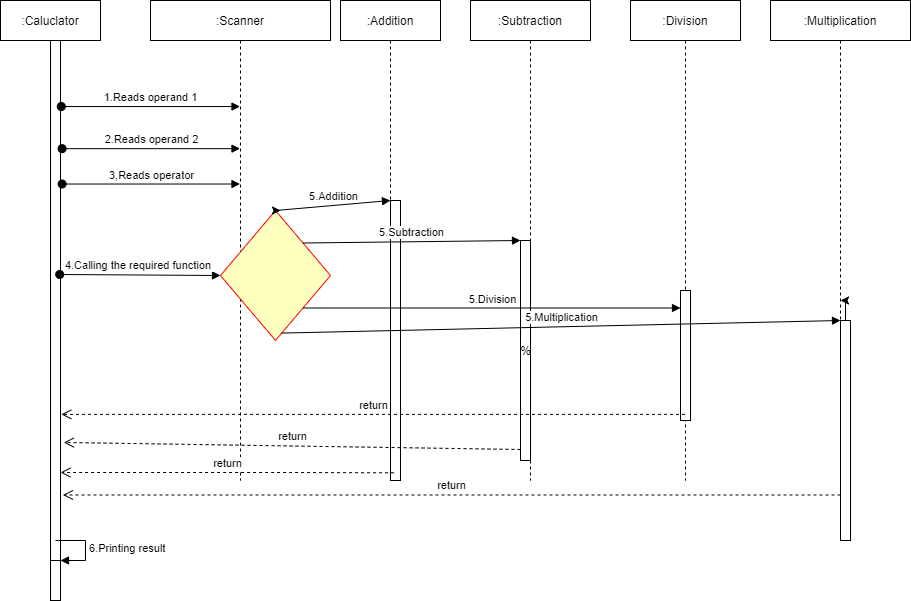 :Caluclator
:Scanner
:Addition
:Subtraction
:Division
:Multiplication
1.Reads operand 1
2.Reads operand 2
3,Reads operator
5.Addition
5.Subtraction
4.Calling the required function
5.Division
5.Multiplication
%
return
return
return
return
6.Printing result